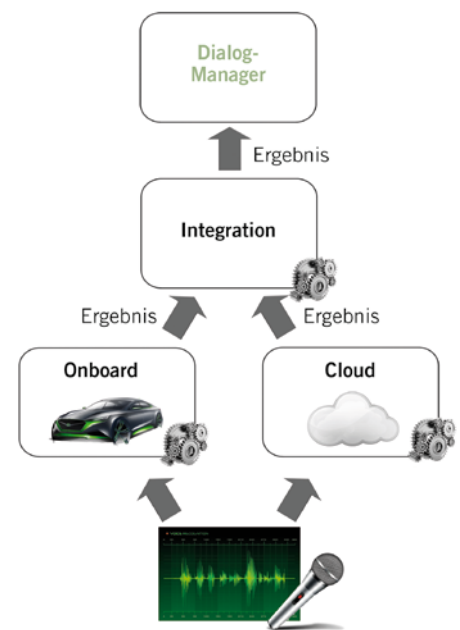 Dialog-
Manager
Ergebnis
Integration
Ergebnis
Ergebnis
Onboard
Cloud